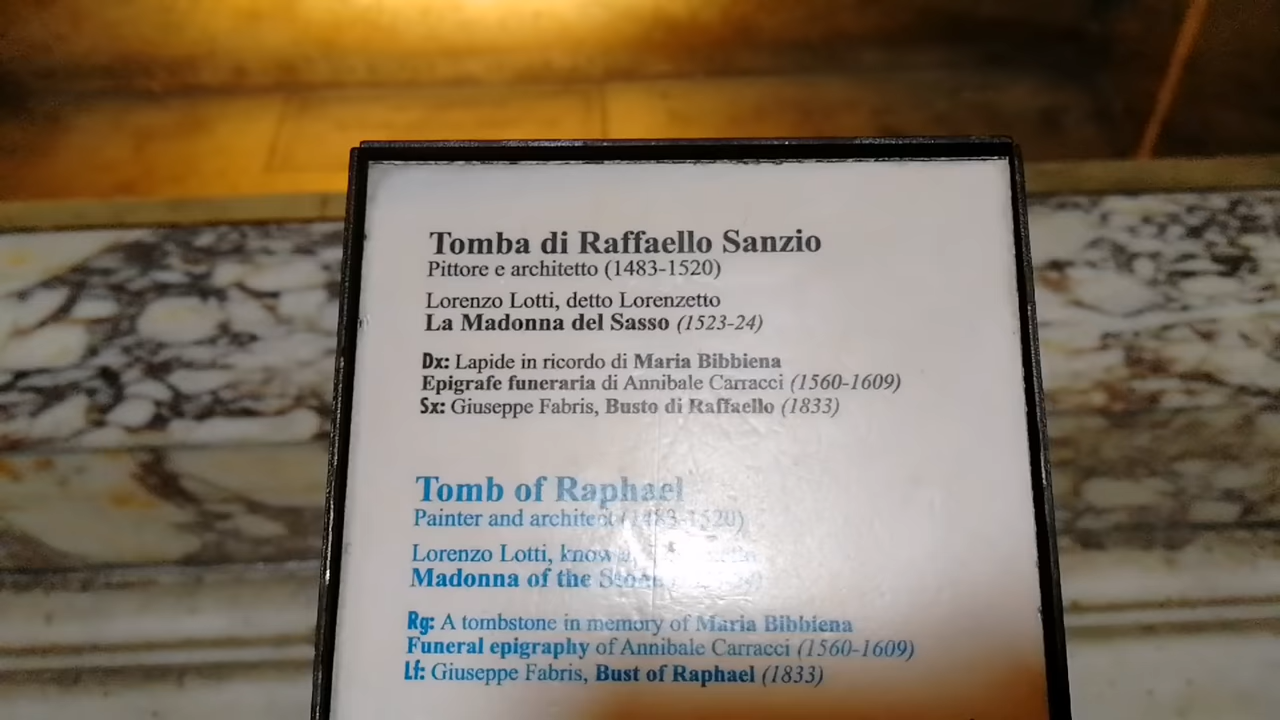 Tomba di Raffaello Sanzio
Pittore e architetto (1483-1520)
Lorenzo Lotti, detto Lorenzetto
La Madonna del Sasso (1523-24)
Dx: Lapide in ricordo di Maria Bibbiena
Epigrafe funeraria di Annibale Carracci (1560-1609)
Sx: Giuseppe Fabris, Busto di Raffaello (1833)
Tomb of Raphael
Painter and architect (1483-1520)
Lorenzo Lotti,
Madonna of the
Rg: A tombstone in memory of Maria Bibbiena
Funeral epigraphy of Annibale Carracci (1560-1609)
Lf: Giuseppe Fabris, Bust of Raphael (1833)